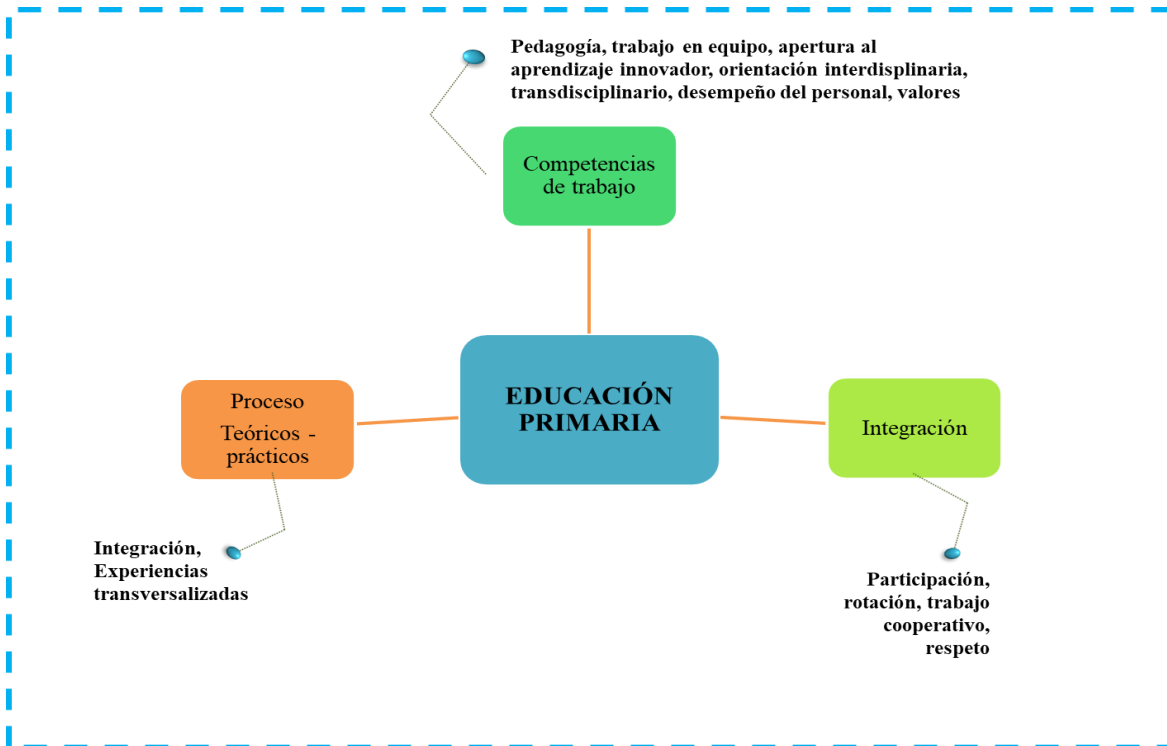 Pedagogía, trabajo en equipo, apertura al
aprendizaje innovador, orientación interdisplinaria,
transdisciplinario, desempeño del personal, valores
Competencias
de trabajo
EDUCACIÓN
PRIMARIA
Proceso
Teóricos -
prácticos
Integración
Integración,
Experiencias
transversalizadas
Participación,
rotación, trabajo
cooperativo,
respeto